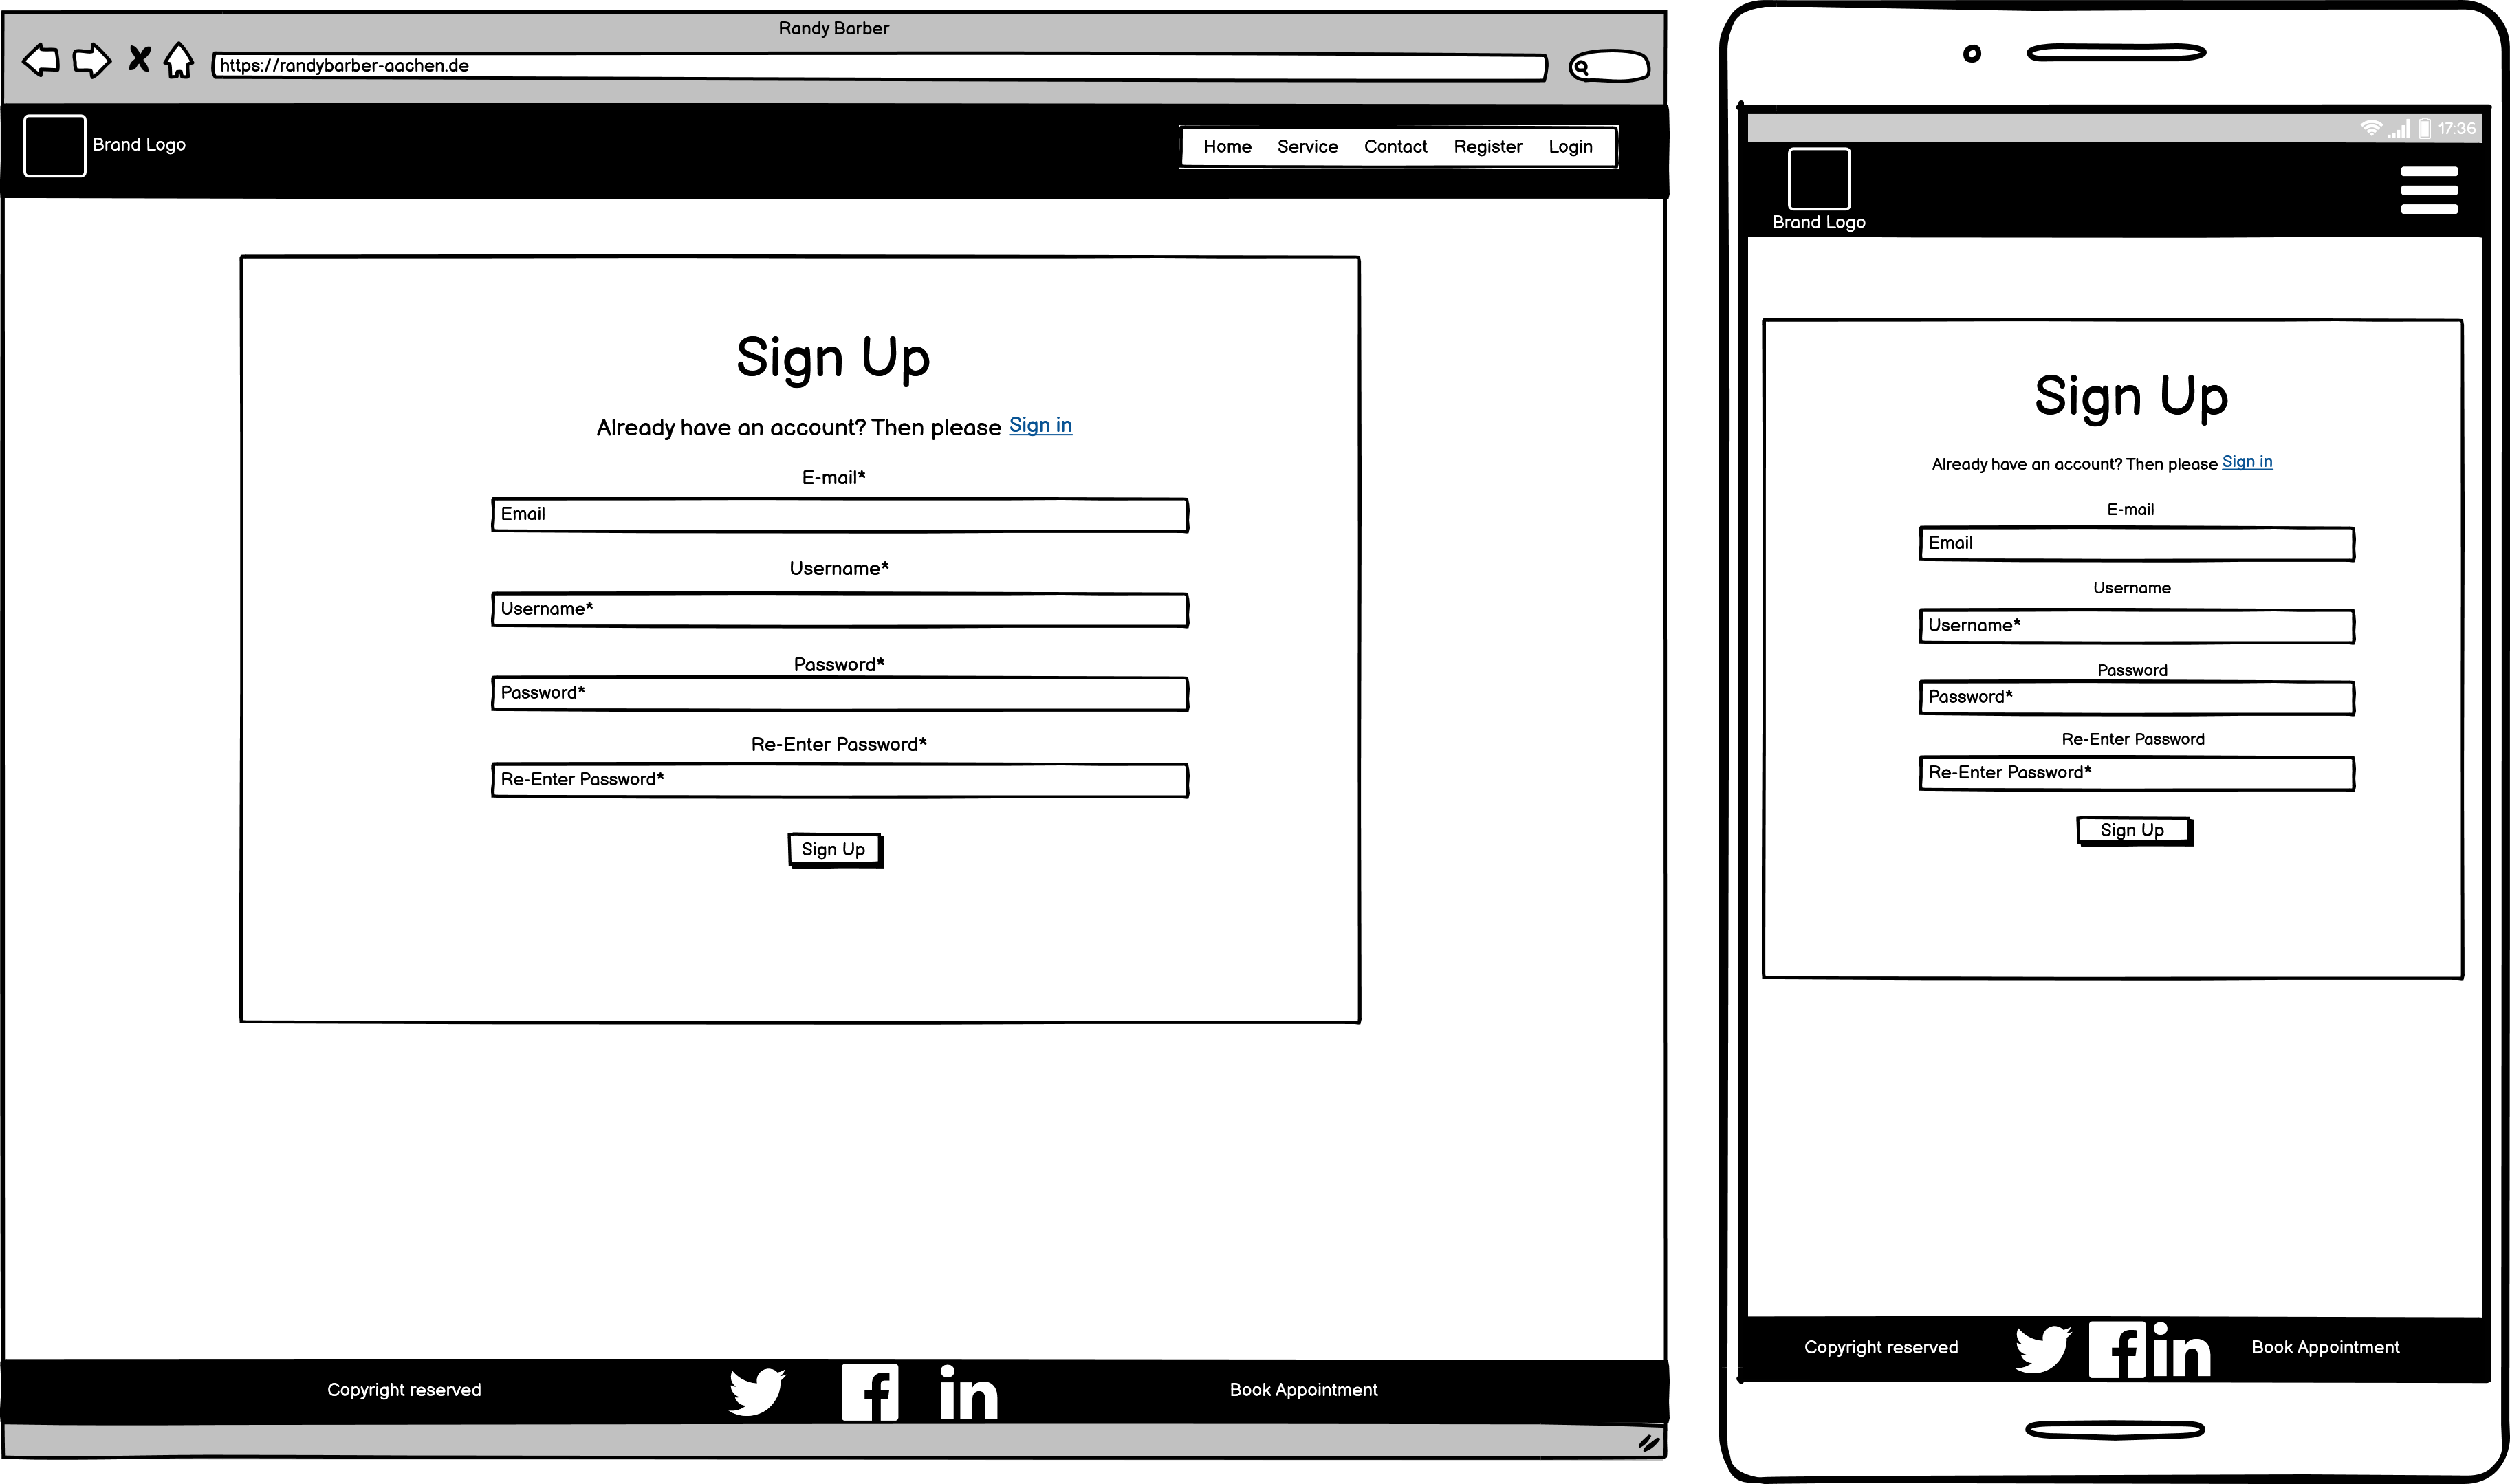 Randy Barber
https://randybarber-aachen.de
Brand Logo
Home Service Contact Register Login
Sign Up
Already have an account? Then please Sign in
E-mail*
Email
Username*
Username*
Password*
Password*
Re-Enter Password*
Re-Enter Password*
Sign Up
Copyright reserved
Book Appointment
17:36
Brand Logo
Sign Up
Already have an account? Then please Sign in
E-mail
Email
Username
Username*
Password
Password*
Re-Enter Password
Re-Enter Password*
Sign Up
Copyright reserved
Book Appointment